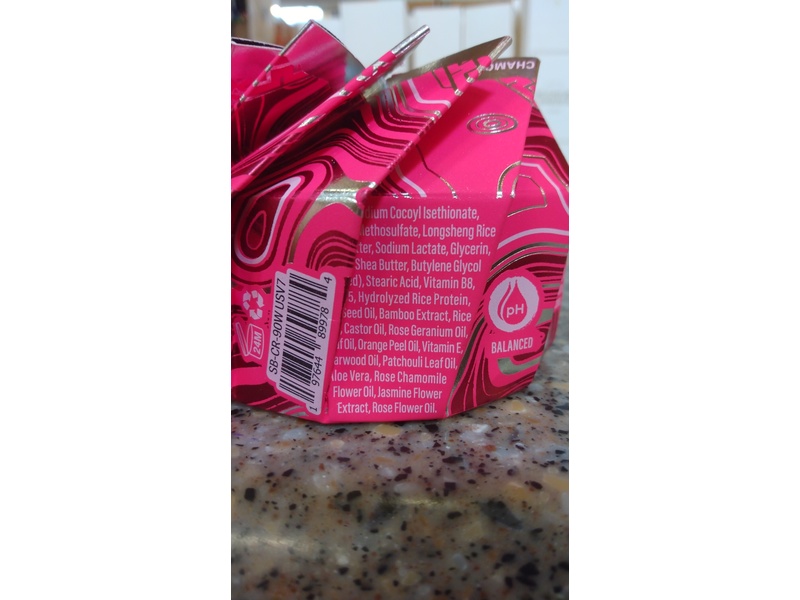 CHAMO
dium Cocoyl Isethionate,
ethosulfate, Longsheng Rice
ter, Sodium Lactate, Glycerin,
Shea Butter, Butylene Glycol
d), Stearic Acid, Vitamin B8,
5, Hydrolyzed Rice Protein,
Seed Oil, Bamboo Extract, Rice
, Castor Oil, Rose Geranium Oil,
f Oil, Orange Peel Oil, Vitamin E,
arwood Oil, Patchouli Leaf Oil,
Aloe Vera, Rose Chamomile
Flower Oil, Jasmine Flower
Extract, Rose Flower Oil.
pH
BALANCED
24M
SB-CR-90W USV7
1 97644 89978 4